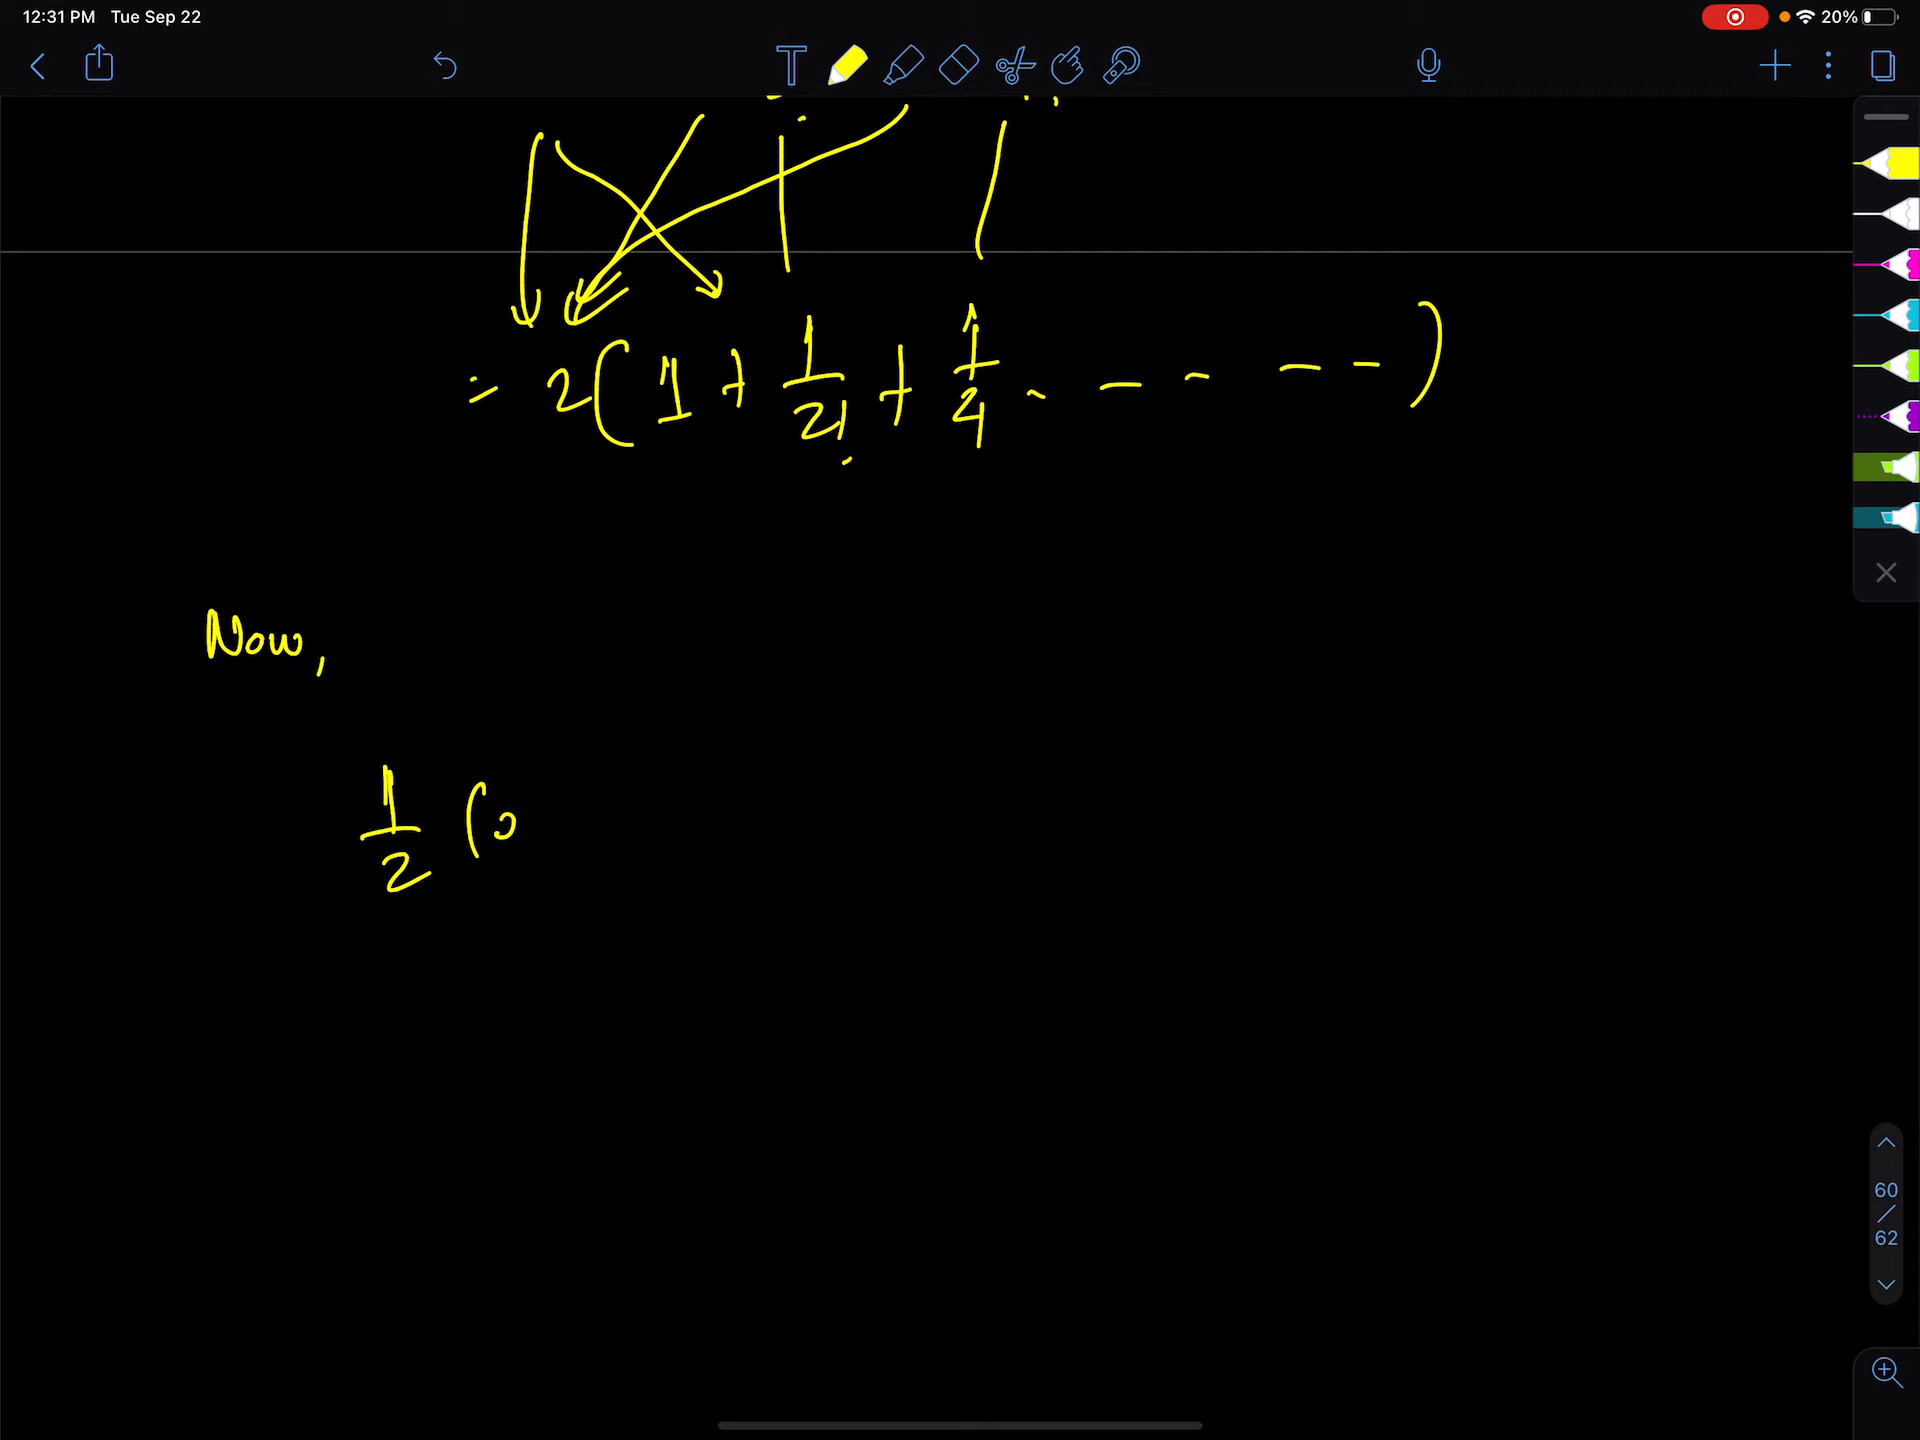 12:31 PM Tue Sep 22 20%
= 2(1 + 1/2! + 1/4 - - - - -)
Now,
1/2 (
60
/
62